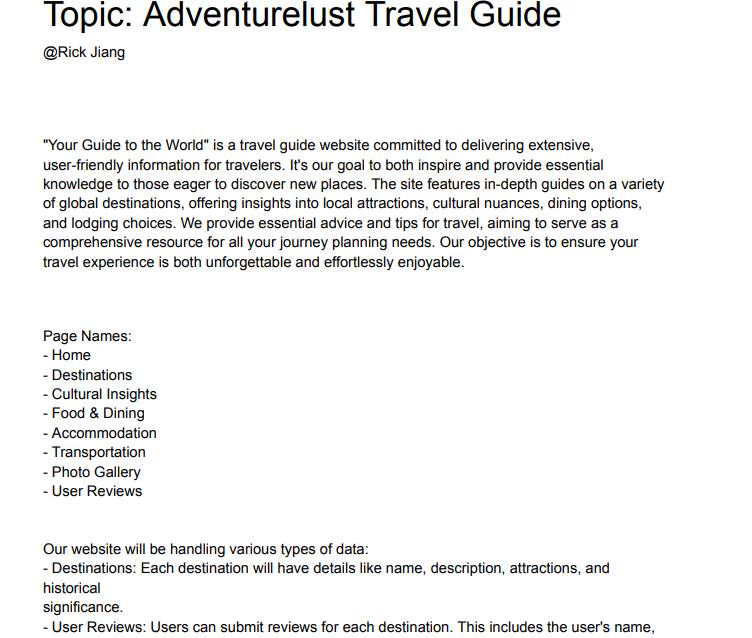 Topic: Adventurelust Travel Guide
@Rick Jiang
"Your Guide to the World" is a travel guide website committed to delivering extensive,
user-friendly information for travelers. It's our goal to both inspire and provide essential
knowledge to those eager to discover new places. The site features in-depth guides on a variety
of global destinations, offering insights into local attractions, cultural nuances, dining options,
and lodging choices. We provide essential advice and tips for travel, aiming to serve as a
comprehensive resource for all your journey planning needs. Our objective is to ensure your
travel experience is both unforgettable and effortlessly enjoyable.
Page Names:
- Home
- Destinations
- Cultural Insights
- Food & Dining
- Accommodation
- Transportation
- Photo Gallery
- User Reviews
Our website will be handling various types of data:
- Destinations: Each destination will have details like name, description, attractions, and
historical
significance.
- User Reviews: Users can submit reviews for each destination. This includes the user's name,